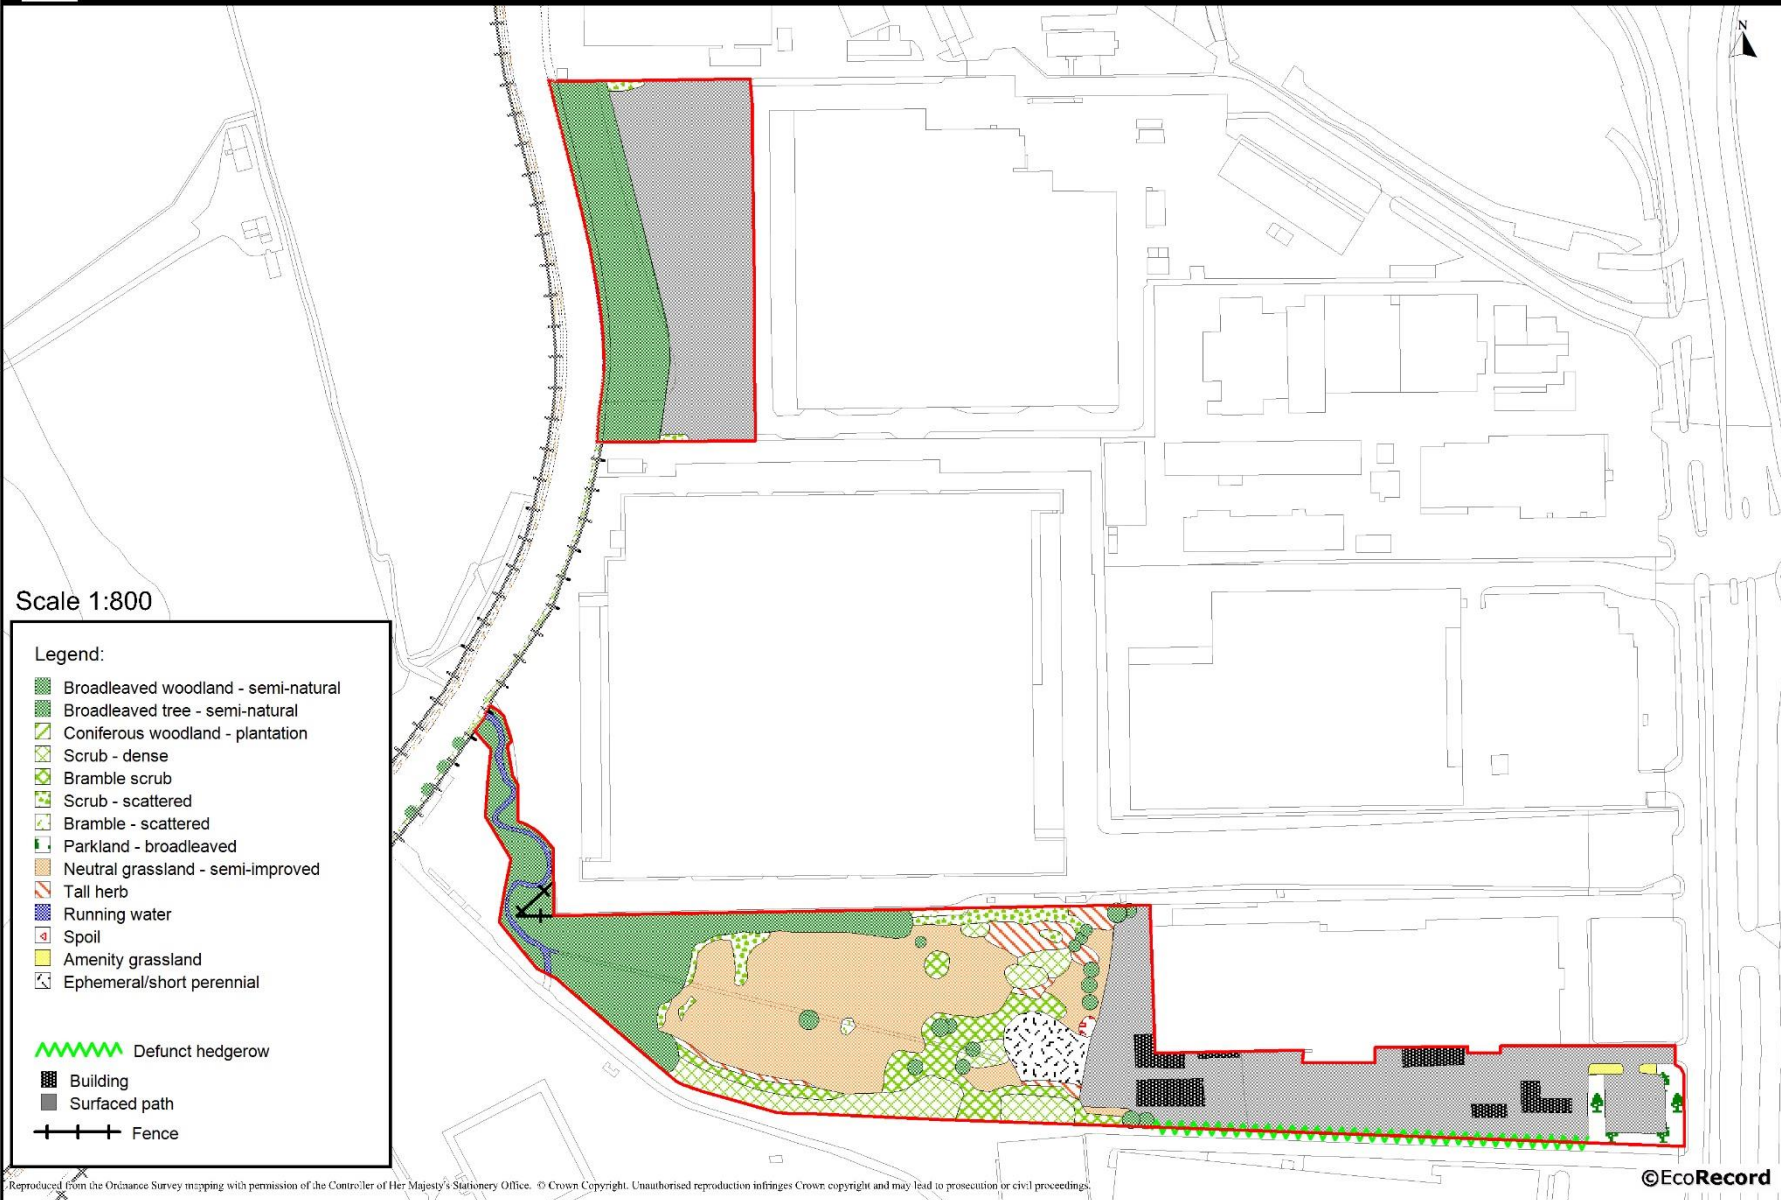 N
Scale 1:800
Legend:
Broadleaved woodland - semi-natural
Broadleaved tree - semi-natural
Coniferous woodland - plantation
Scrub - dense
Bramble scrub
Scrub - scattered
Bramble - scattered
Parkland - broadleaved
Neutral grassland - semi-improved
Tall herb
Running water
Spoil
Amenity grassland
Ephemeral/short perennial
Defunct hedgerow
Building
Surfaced path
Fence
Reproduced from the Ordnance Survey mapping with permission of the Controller of Her Majesty's Stationery Office. © Crown Copyright. Unauthorised reproduction infringes Crown copyright and may lead to prosecution or civil proceedings.
©EcoRecord